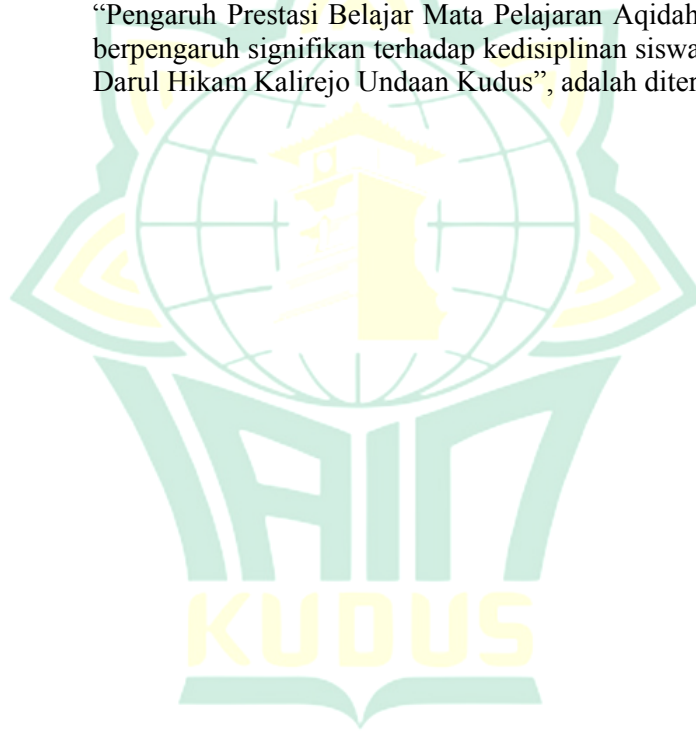 “Pengaruh Prestasi Belajar Mata Pelajaran Aqidah
berpengaruh signifikan terhadap kedisiplinan siswa
Darul Hikam Kalirejo Undaan Kudus”, adalah diter
IAIN
KUDUS